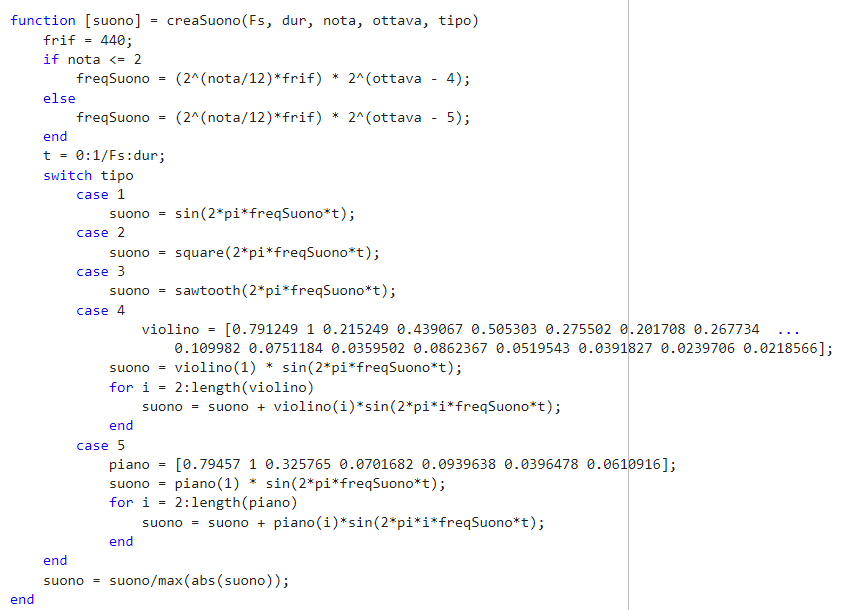 function [suono] = creaSuono(Fs, dur, nota, ottava, tipo)
    frif = 440;
    if nota <= 2
        freqSuono = (2^(nota/12)*frif) * 2^(ottava - 4);
    else
        freqSuono = (2^(nota/12)*frif) * 2^(ottava - 5);
    end
    t = 0:1/Fs:dur;
    switch tipo
        case 1
            suono = sin(2*pi*freqSuono*t);
        case 2
            suono = square(2*pi*freqSuono*t);
        case 3
            suono = sawtooth(2*pi*freqSuono*t);
        case 4
                violino = [0.791249 1 0.215249 0.439067 0.505303 0.275502 0.201708 0.267734  ...
                    0.109982 0.0751184 0.0359502 0.0862367 0.0519543 0.0391827 0.0239706 0.0218566];
            suono = violino(1) * sin(2*pi*freqSuono*t);
            for i = 2:length(violino)
                suono = suono + violino(i)*sin(2*pi*i*freqSuono*t);
            end
        case 5
            piano = [0.79457 1 0.325765 0.0701682 0.0939638 0.0396478 0.0610916];
            suono = piano(1) * sin(2*pi*freqSuono*t);
            for i = 2:length(piano)
                suono = suono + piano(i)*sin(2*pi*i*freqSuono*t);
            end
    end
    suono = suono/max(abs(suono));
end